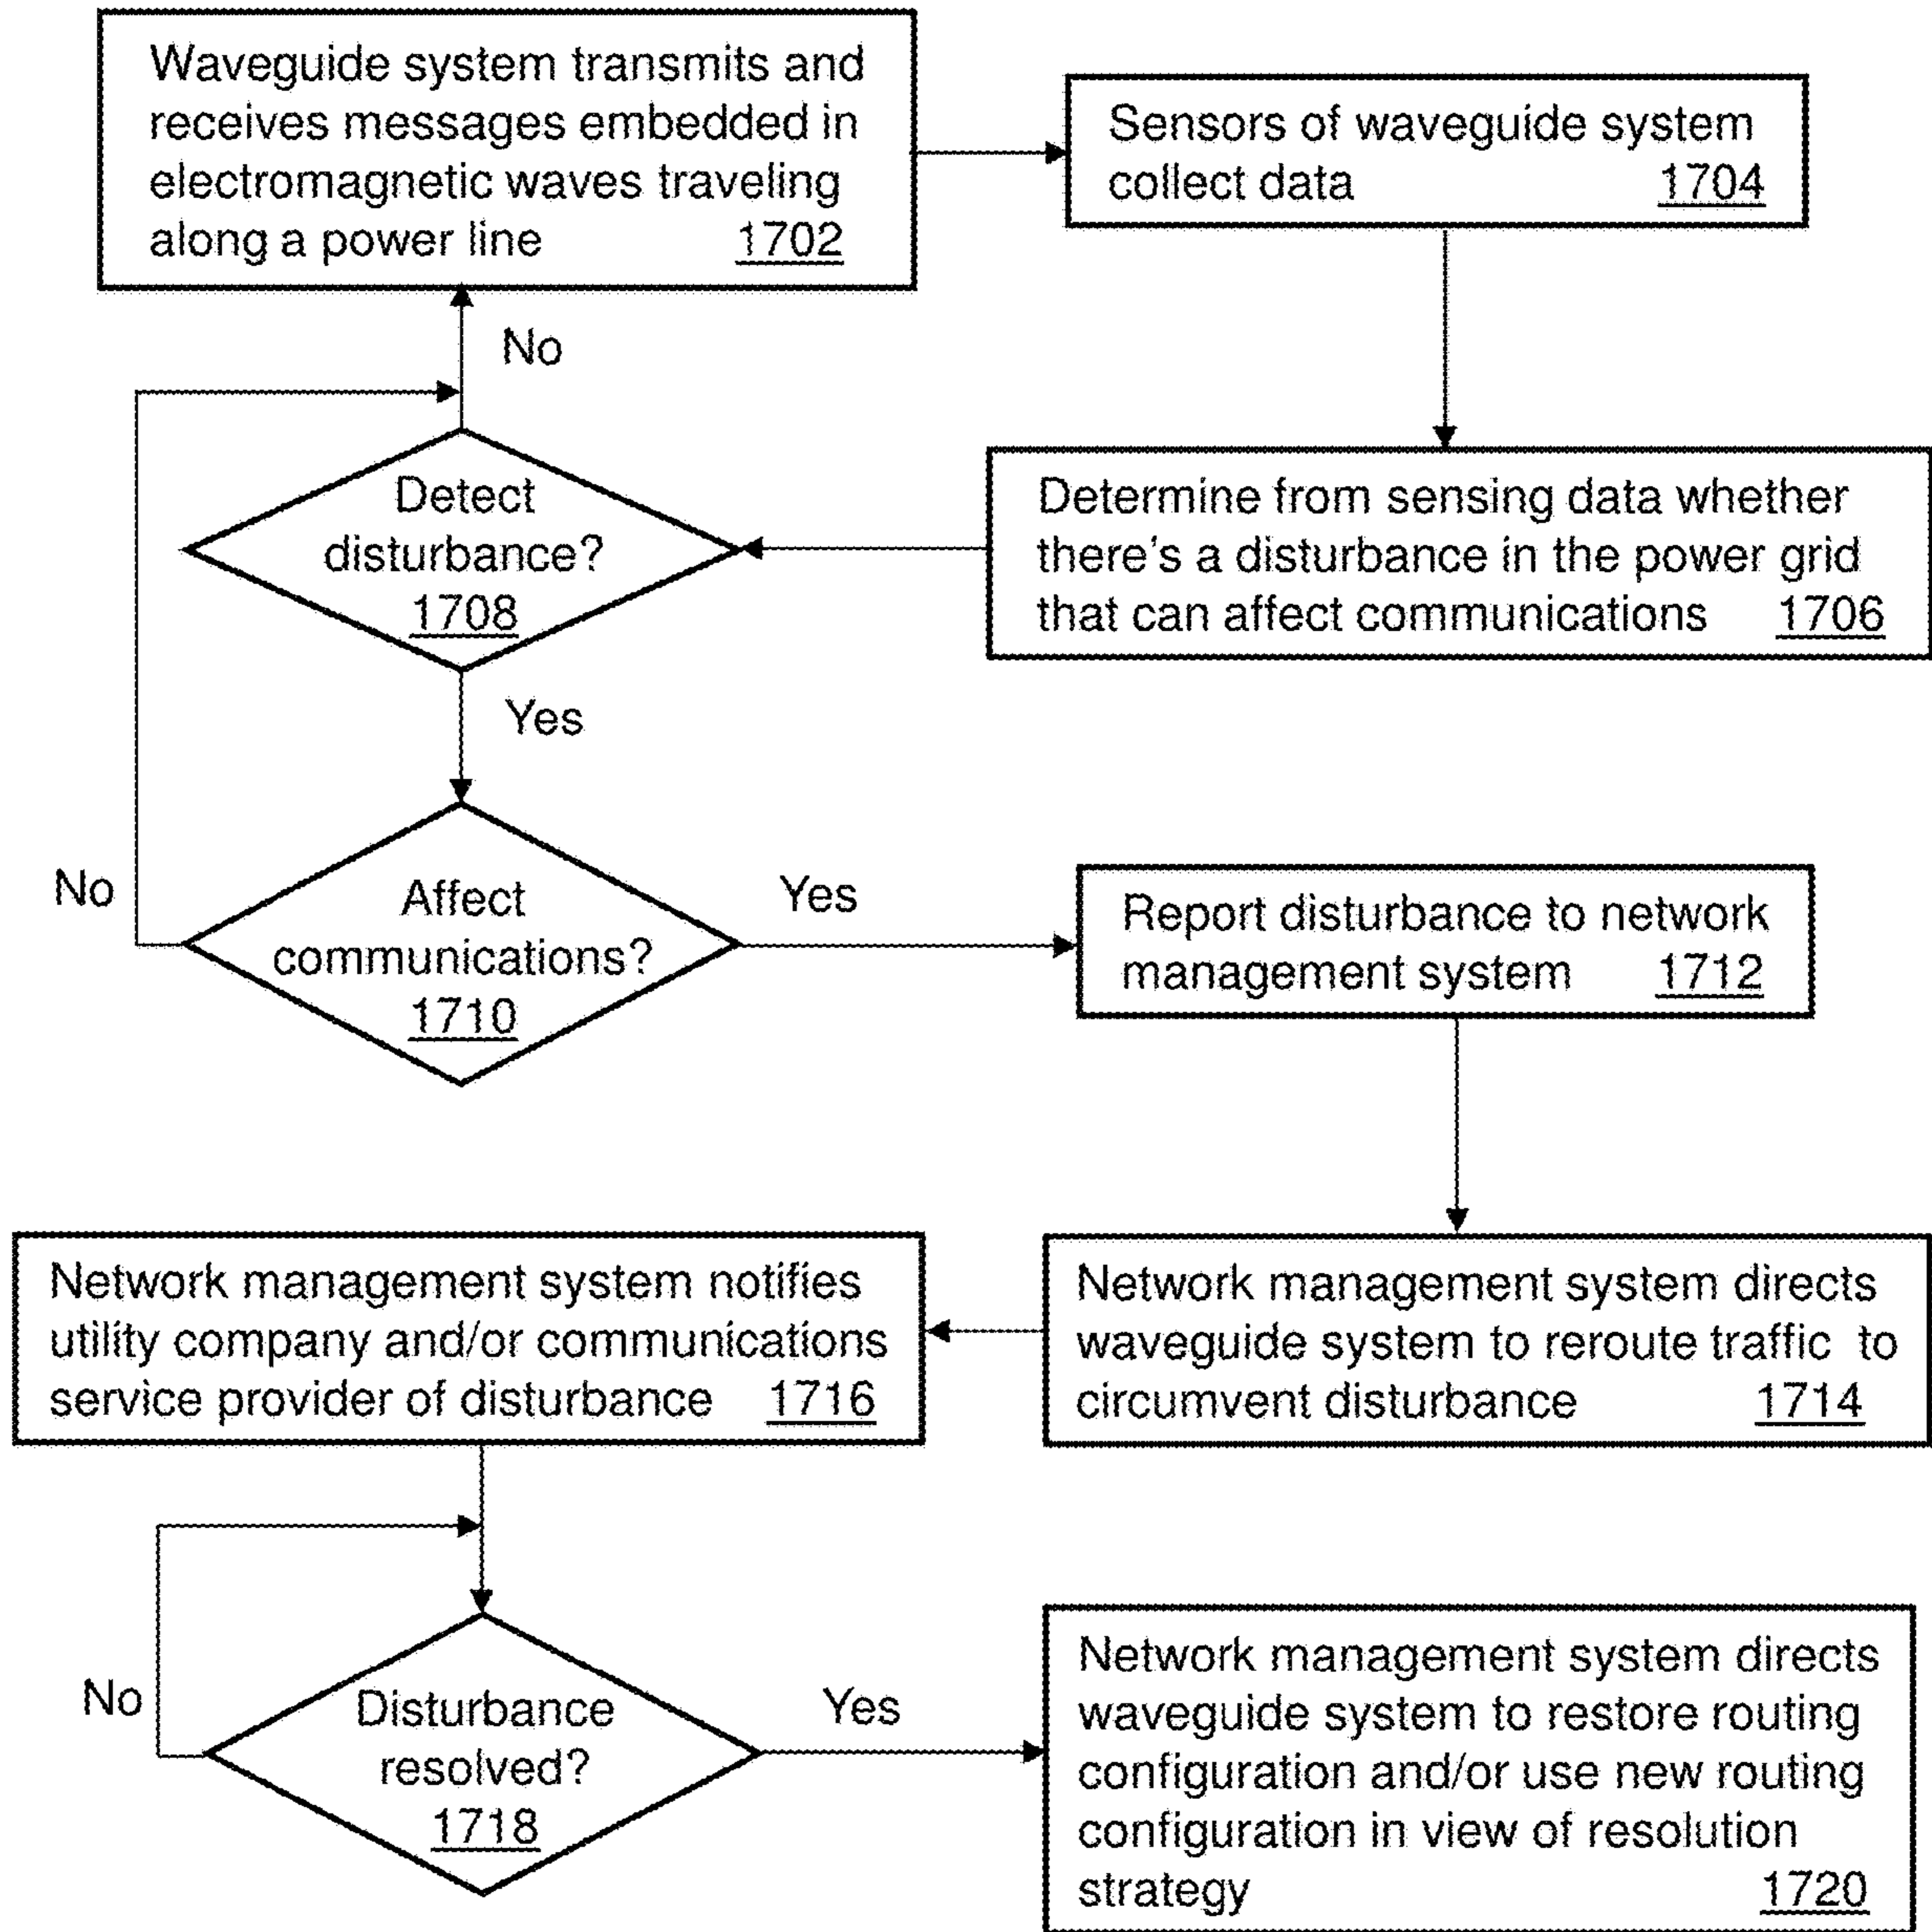 Waveguide system transmits and
receives messages embedded in
electromagnetic waves traveling
along a power line 1702
Sensors of waveguide system
collect data 1704
No
Detect
disturbance?
1708
Determine from sensing data whether
there's a disturbance in the power grid
that can affect communications 1706
Yes
No
Affect
communications?
1710
Yes
Report disturbance to network
management system 1712
Network management system notifies
utility company and/or communications
service provider of disturbance 1716
Network management system directs
waveguide system to reroute traffic to
circumvent disturbance 1714
No
Disturbance
resolved?
1718
Yes
Network management system directs
waveguide system to restore routing
configuration and/or use new routing
configuration in view of resolution
strategy 1720